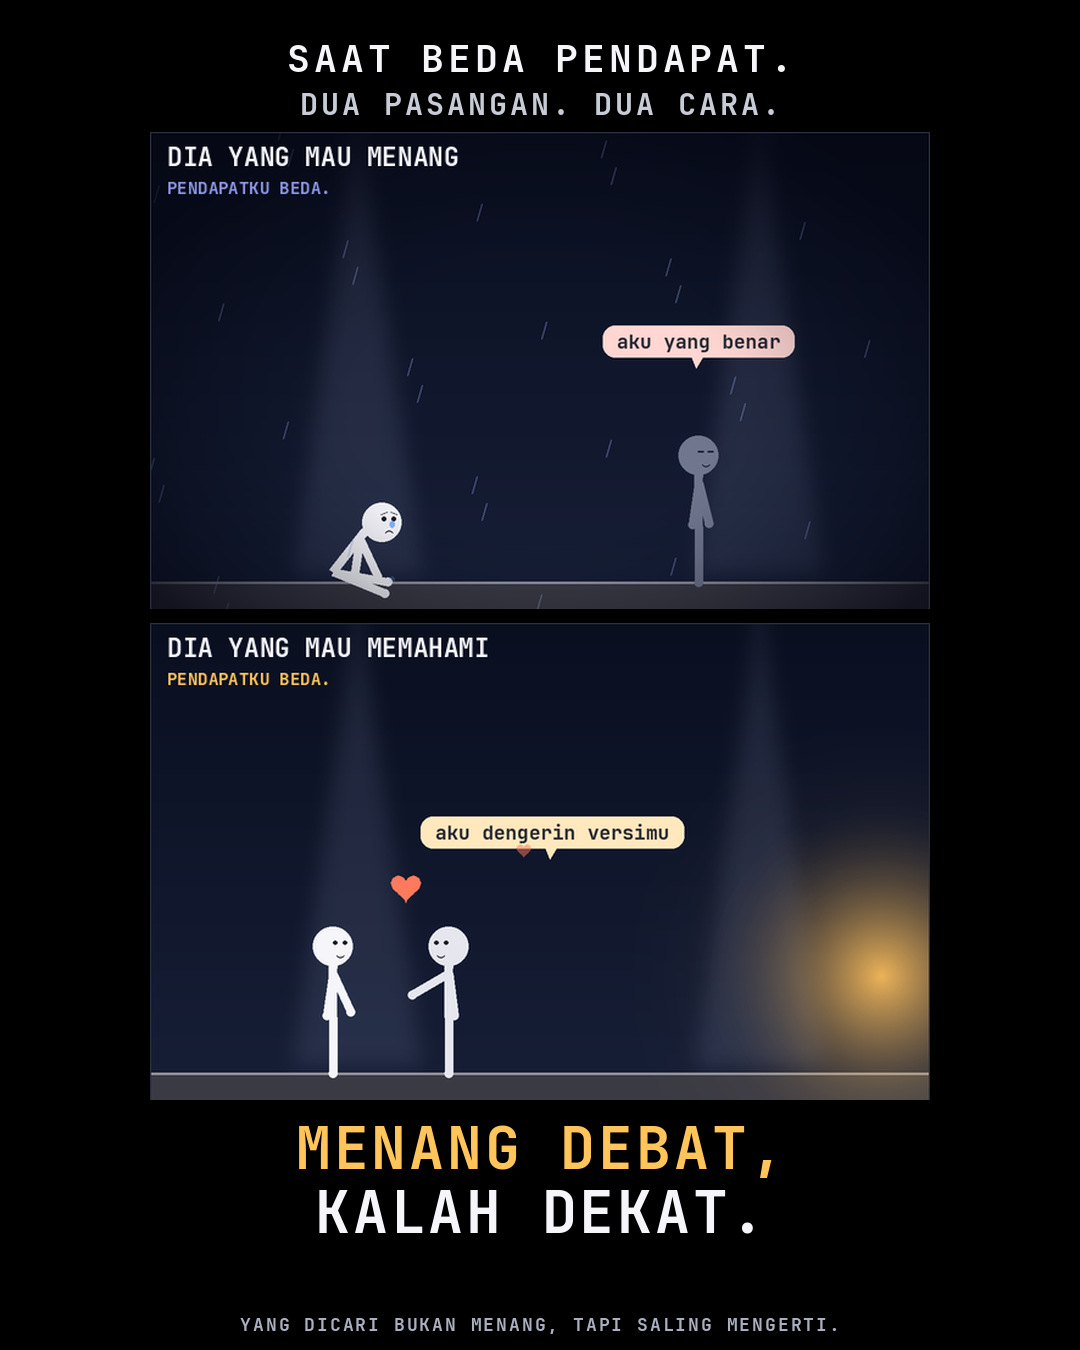 SAAT BEDA PENDAPAT.
DUA PASANGAN. DUA CARA.
DIA YANG MAU MENANG
PENDAPATKU BEDA.
aku yang benar
DIA YANG MAU MEMAHAMI
PENDAPATKU BEDA.
aku dengerin versimu
MENANG DEBAT,
KALAH DEKAT.
YANG DICARI BUKAN MENANG, TAPI SALING MENGERTI.